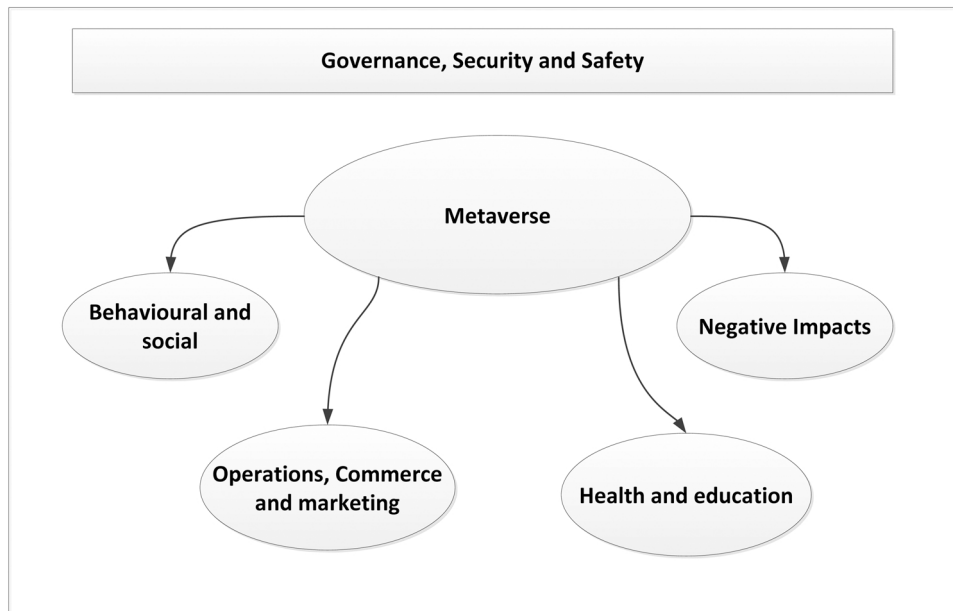 Governance, Security and Safety
Metaverse
Behavioural and
social
Negative Impacts
Operations, Commerce
and marketing
Health and education